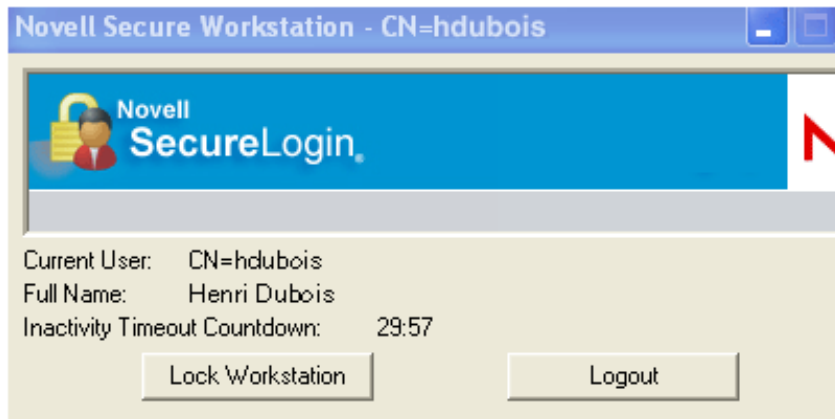 Novell Secure Workstation - CN=hdubois
Novell
SecureLogin®
N
Current User: CN=hdubois
Full Name: Henri Dubois
Inactivity Timeout Countdown: 29:57
Lock Workstation Logout